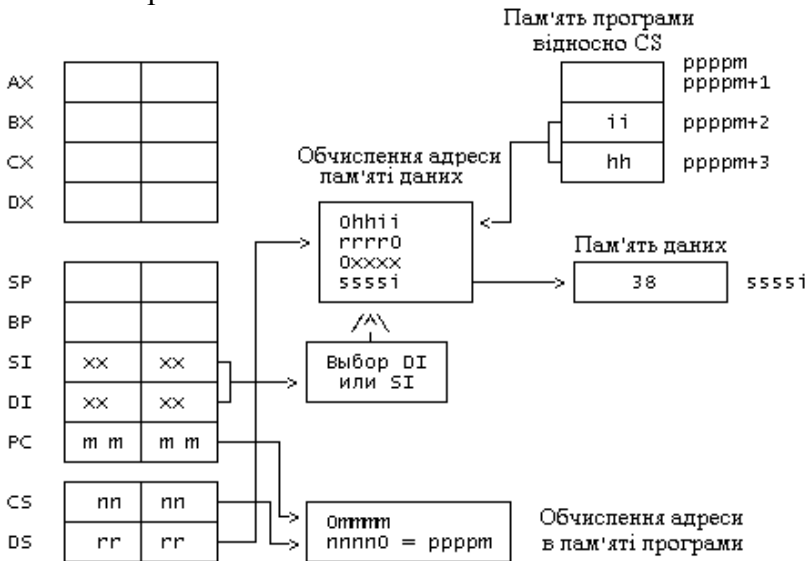 Пам'ять програми
відносно CS
ppppm
ppppm+1
ii ppppm+2
hh ppppm+3
AX
BX
CX
DX
Обчислення адреси
пам'яті даних
0hhii
rrrr0
0xxxx
ssssi
Пам'ять даних
38 ssssi
SP
BP
SI xx xx
DI xx xx
PC m m m m
Выбор DI
или SI
CS nn nn
DS rr rr
0mmmm
nnnn0 = ppppm
Обчислення адреси
в пам'яті програми